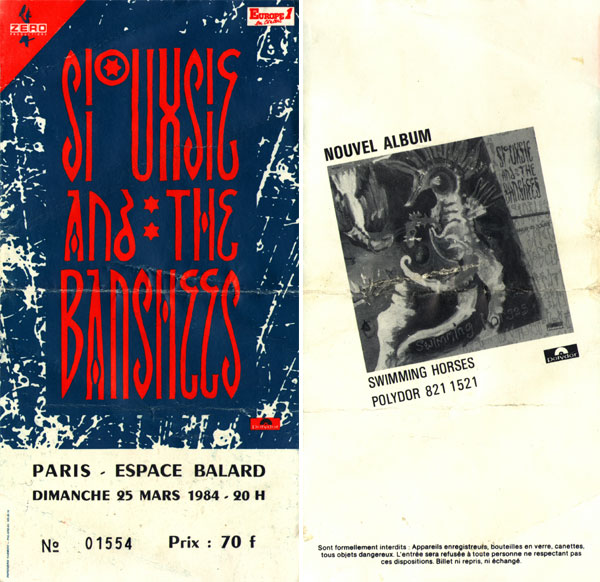 ZERO
PRODUCTIONS
EUROPE 1
SiOUXSiE
AND:THE
BANSHEES
Polydor
PARIS - ESPACE BALARD
DIMANCHE 25 MARS 1984 - 20 H
No 01554 Prix : 70 f
NOUVEL ALBUM
SiOUXSiE
AND:THE
BANSHEES
SWIMMING HORSES
Polydor
SWIMMING HORSES
POLYDOR 821 1521
Sont formellement interdits : Appareils enregistreuls, bouteilles en verre, canettes,
tous objets dangereux. L'entrée sera refusée à toute personne ne respectant pas
ces dispositions. Billet ni repris, ni échangé.